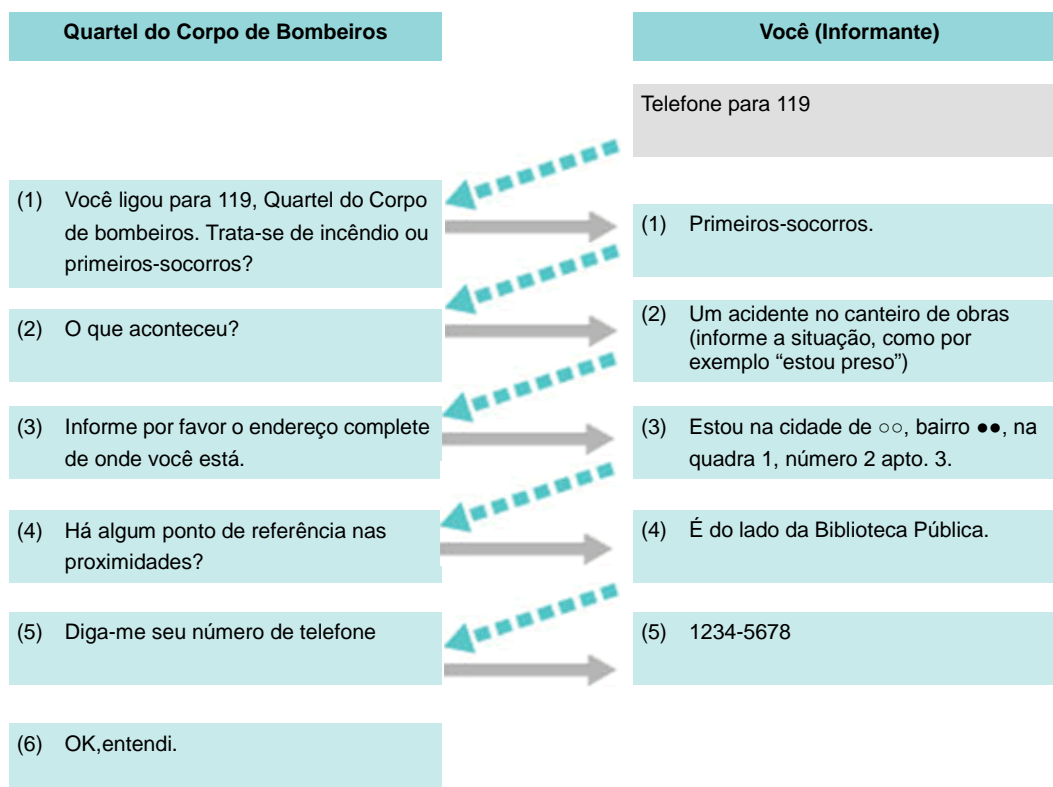 Quartel do Corpo de Bombeiros
Você (Informante)
Telefone para 119
(1) Você ligou para 119, Quartel do Corpo
de bombeiros. Trata-se de incêndio ou
primeiros-socorros?
(1) Primeiros-socorros.
(2) O que aconteceu?
(2) Um acidente no canteiro de obras
(informe a situação, como por
exemplo “estou preso”)
(3) Informe por favor o endereço complete
de onde você está.
(3) Estou na cidade de ○○, bairro ●●, na
quadra 1, número 2 apto. 3.
(4) Há algum ponto de referência nas
proximidades?
(4) É do lado da Biblioteca Pública.
(5) Diga-me seu número de telefone
(5) 1234-5678
(6) OK,entendi.